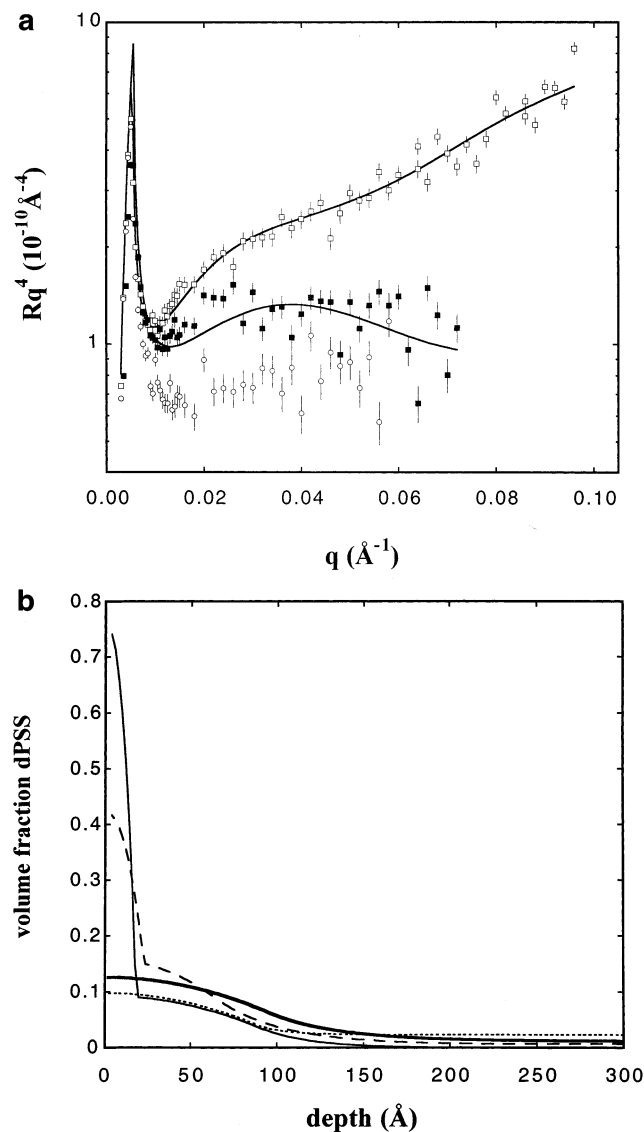 a
10
1
Rq⁴ (10⁻¹⁰Å⁻⁴)
0.00 0.02 0.04 0.06 0.08 0.10
q (Å⁻¹)
b
0.8
0.7
0.6
0.5
0.4
0.3
0.2
0.1
0
volume fraction dPSS
0 50 100 150 200 250 300
depth (Å)